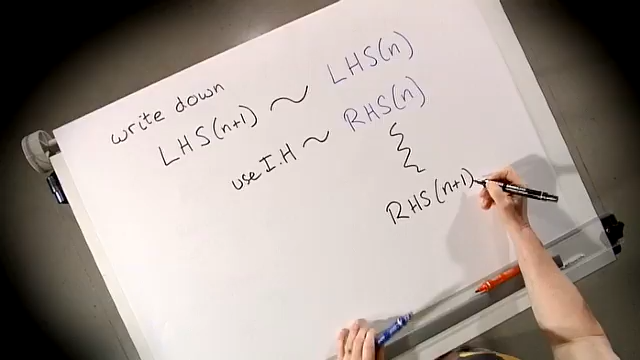 write down
LHS(n+1) ~ LHS(n)
use I.H ~ RHS(n)
RHS(n+1)